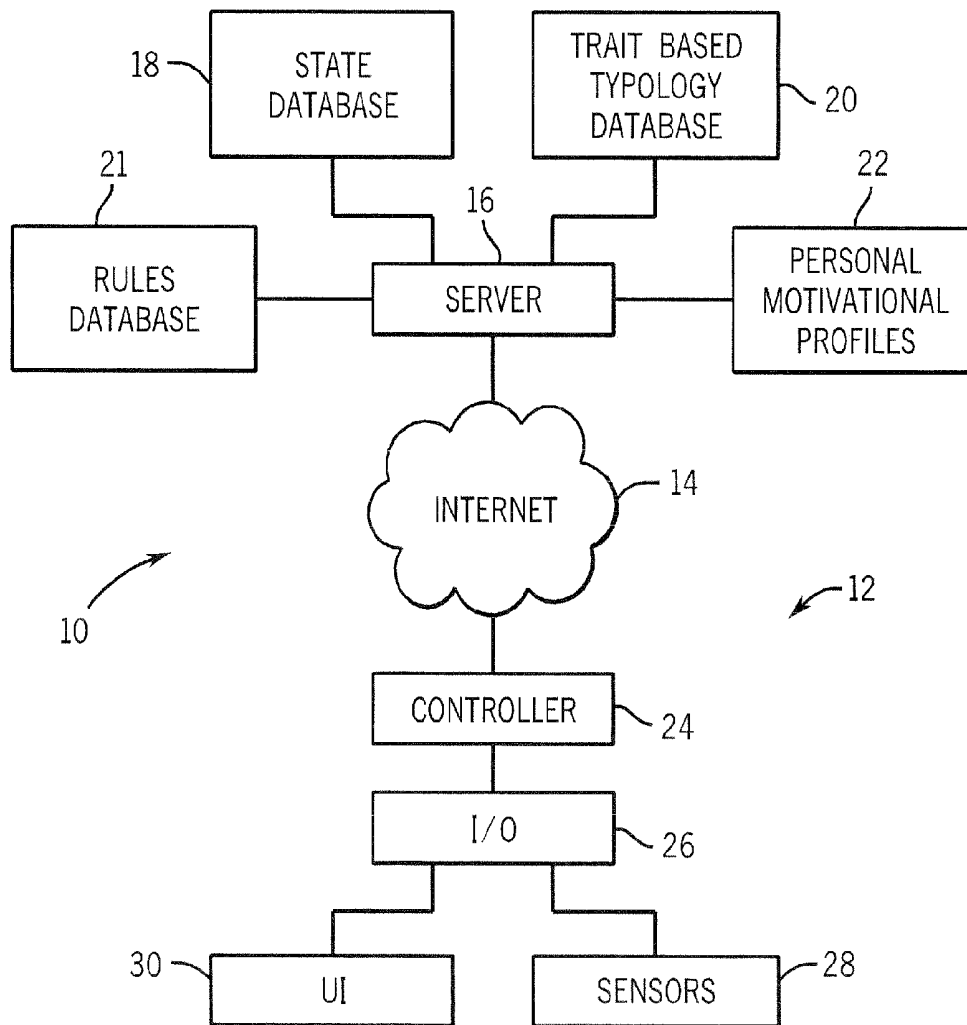 18
STATE
DATABASE
TRAIT BASED
TYPOLOGY
DATABASE
20
21
RULES
DATABASE
16
SERVER
22
PERSONAL
MOTIVATIONAL
PROFILES
INTERNET
14
10
12
CONTROLLER
24
I/O
26
30
UI
SENSORS
28